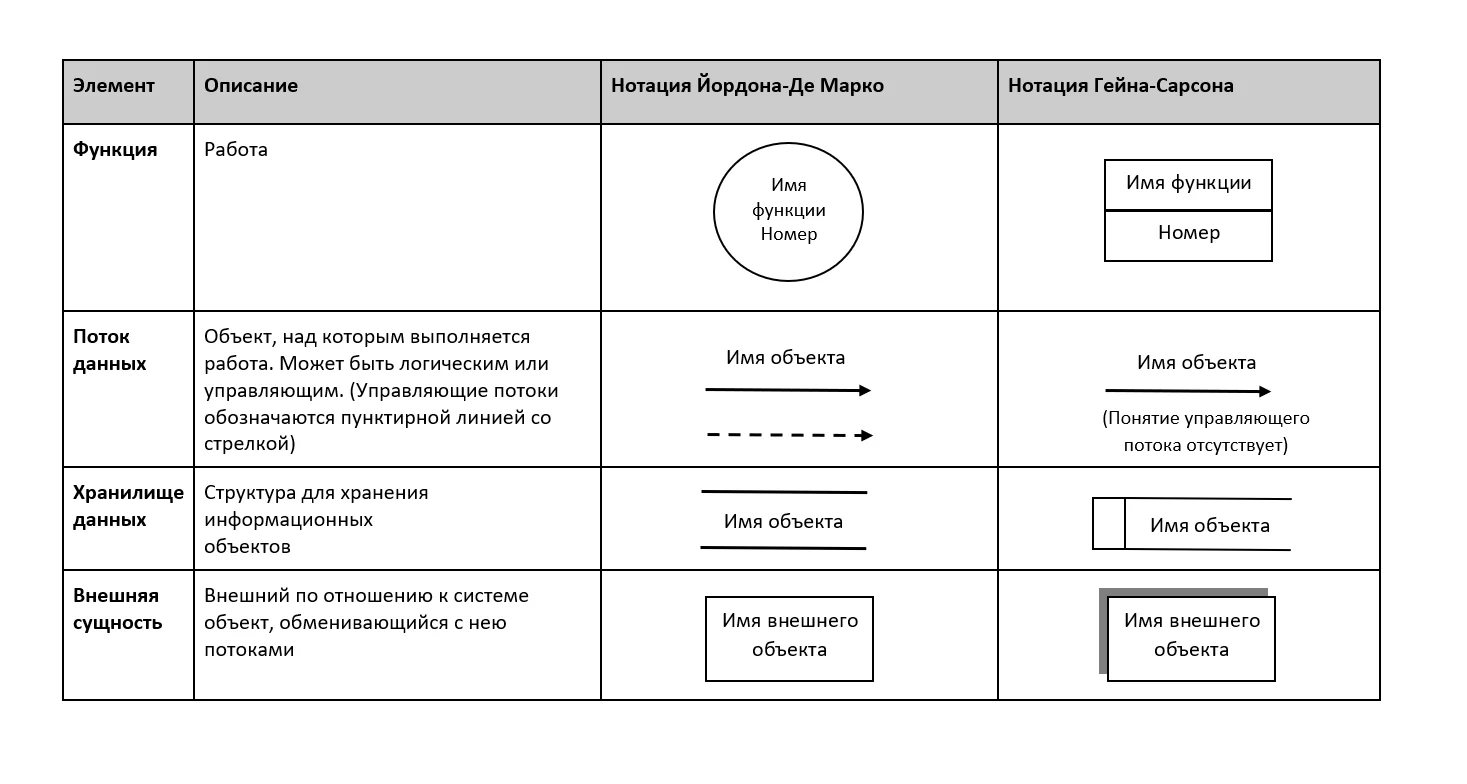 Элемент
Описание
Нотация Йордона-Де Марко
Нотация Гейна-Сарсона
Функция
Работа
Имя
функции
Номер
Имя функции
Номер
Поток
данных
Объект, над которым выполняется
работа. Может быть логическим или
управляющим. (Управляющие потоки
обозначаются пунктирной линией со
стрелкой)
Имя объекта
Имя объекта
(Понятие управляющего
потока отсутствует)
Хранилище
данных
Структура для хранения
информационных
объектов
Имя объекта
Имя объекта
Внешняя
сущность
Внешний по отношению к системе
объект, обменивающийся с нею
потоками
Имя внешнего
объекта
Имя внешнего
объекта